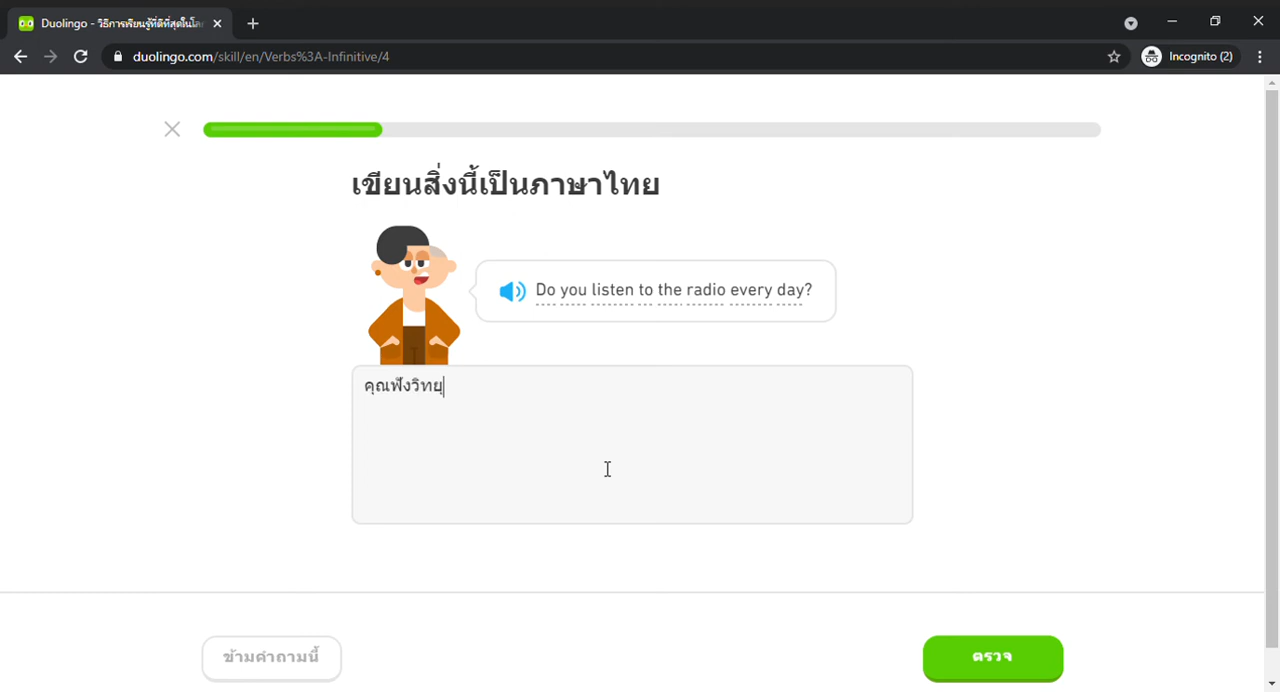 Duolingo - วิธีการเรียนรู้ที่ดีที่สุดในโล
duolingo.com/skill/en/Verbs%3A-Infinitive/4
Incognito (2)
เขียนสิ่งนี้เป็นภาษาไทย
Do you listen to the radio every day?
คุณฟังวิทยุ
ข้ามคำถามนี้
ตรวจ